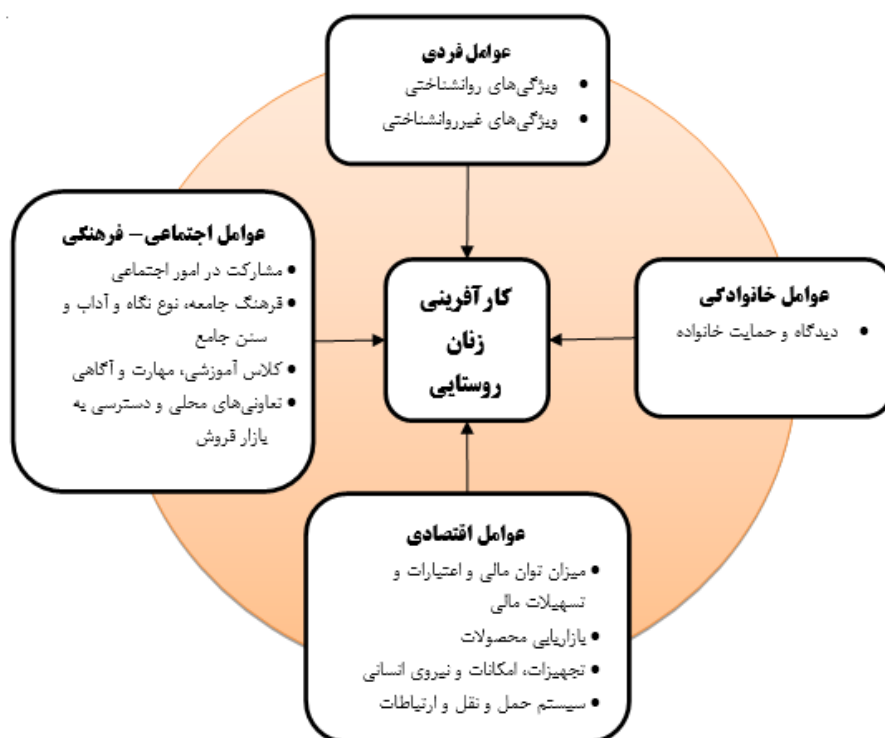 عوامل فردی
• ویژگی‌های روانشناختی
• ویژگی‌های غیرروانشناختی
عوامل اجتماعی- فرهنگی
• مشارکت در امور اجتماعی
• فرهنگ جامعه، نوع نگاه و آداب و
سنن جامع
• کلاس آموزشی، مهارت و آگاهی
• تعاونی‌های محلی و دسترسی به
بازار فروش
کارآفرینی
زنان
روستایی
عوامل خانوادگی
• دیدگاه و حمایت خانواده
عوامل اقتصادی
• میزان توان مالی و اعتبارات و
تسهیلات مالی
• بازاریابی محصولات
• تجهیزات، امکانات و نیروی انسانی
• سیستم حمل و نقل و ارتباطات